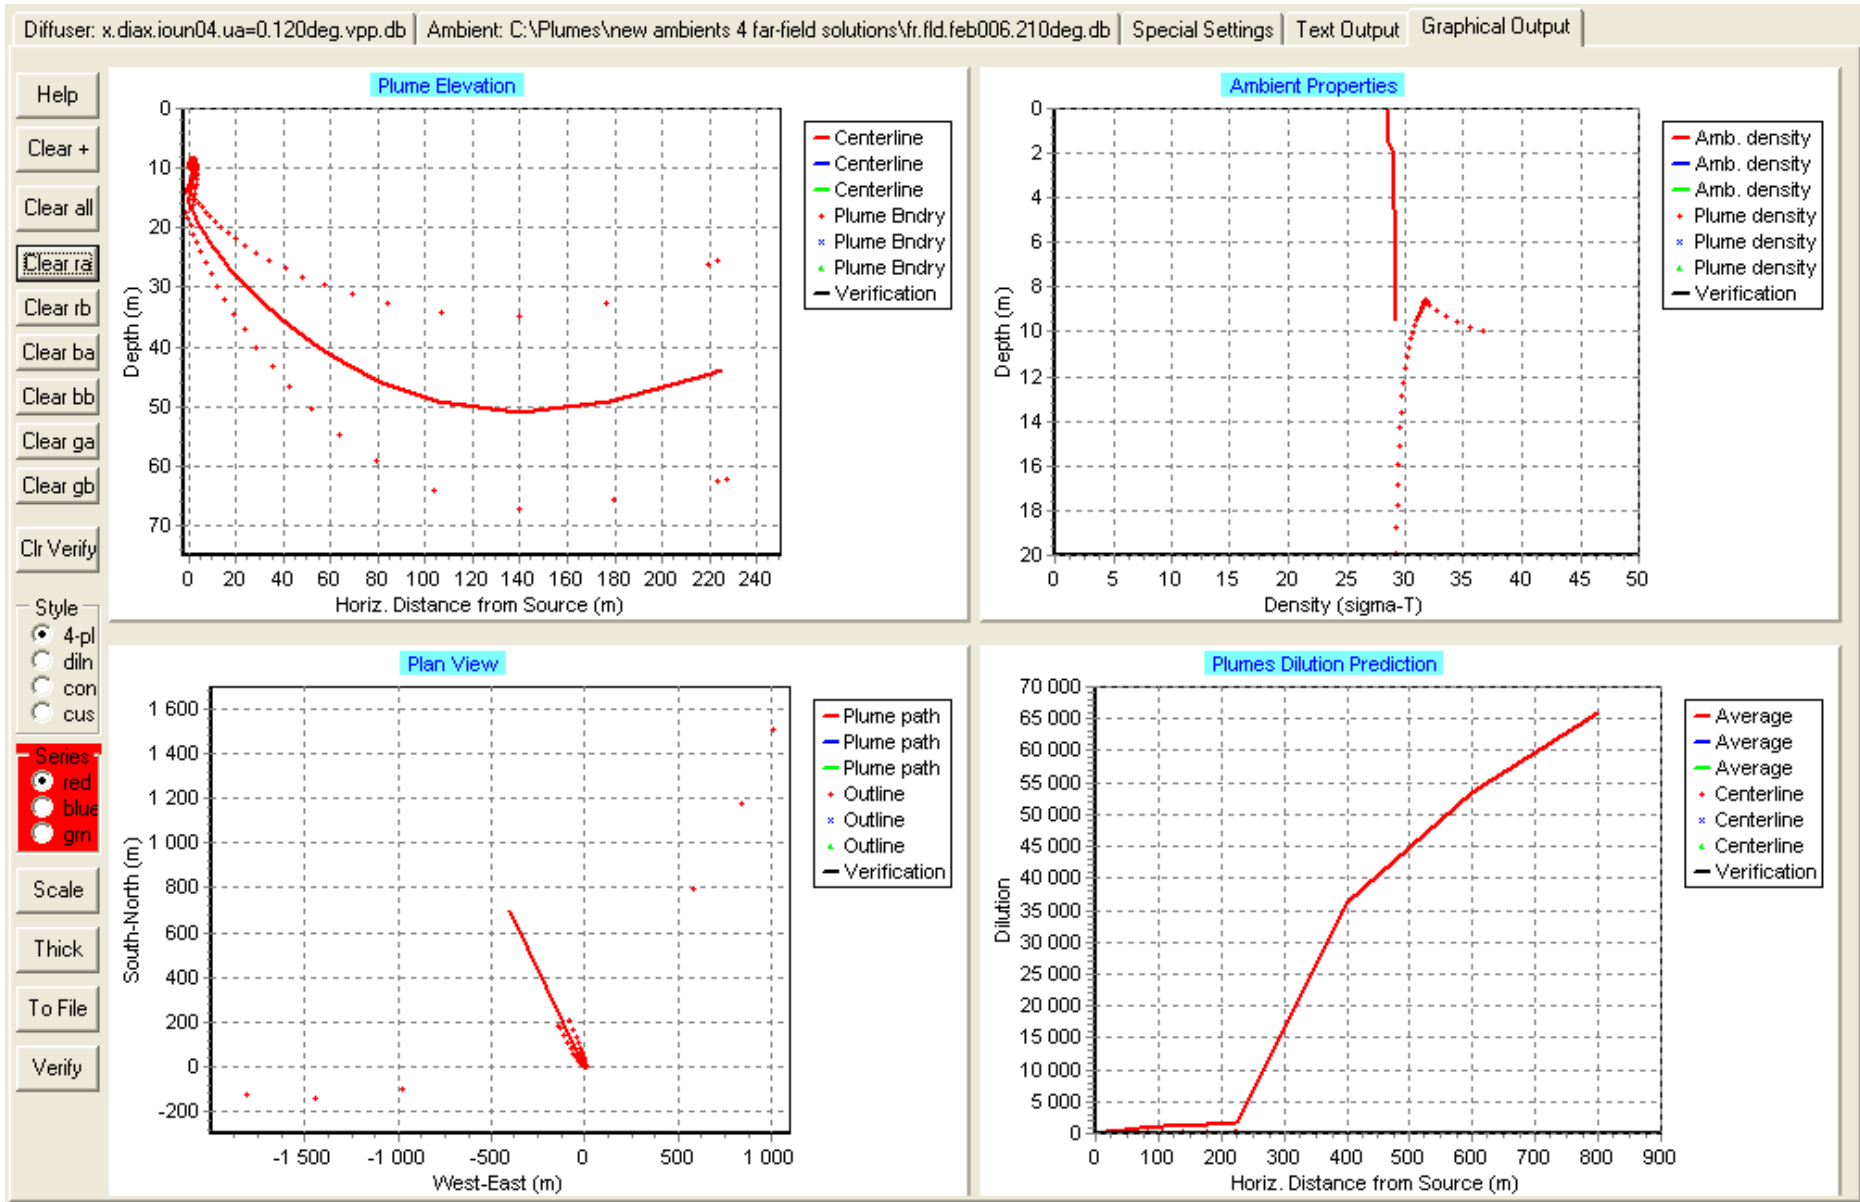 Diffuser: x.diax.ioun04.ua=0.120deg.vpp.db
Ambient: C:\Plumes\new ambients 4 far-field solutions\fr.fld.feb006.210deg.db
Special Settings
Text Output
Graphical Output
Help
Clear +
Clear all
Clear ra
Clear rb
Clear ba
Clear bb
Clear ga
Clear gb
Clr Verify
Style
4-pl
diln
con
cus
Series
red
blue
grn
Scale
Thick
To File
Verify
Plume Elevation
Depth (m)
0
10
20
30
40
50
60
70
0 20 40 60 80 100 120 140 160 180 200 220 240
Horiz. Distance from Source (m)
Centerline
Centerline
Centerline
Plume Bndry
Plume Bndry
Plume Bndry
Verification
Ambient Properties
Depth (m)
0
2
4
6
8
10
12
14
16
18
20
0 5 10 15 20 25 30 35 40 45 50
Density (sigma-T)
Amb. density
Amb. density
Amb. density
Plume density
Plume density
Plume density
Verification
Plan View
South-North (m)
1 600
1 400
1 200
1 000
800
600
400
200
0
-200
-1 500 -1 000 -500 0 500 1 000
West-East (m)
Plume path
Plume path
Plume path
Outline
Outline
Outline
Verification
Plumes Dilution Prediction
Dilution
70 000
65 000
60 000
55 000
50 000
45 000
40 000
35 000
30 000
25 000
20 000
15 000
10 000
5 000
0
0 100 200 300 400 500 600 700 800 900
Horiz. Distance from Source (m)
Average
Average
Average
Centerline
Centerline
Centerline
Verification